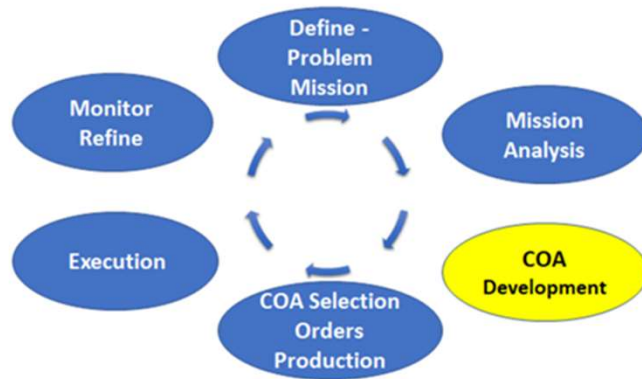 Define -
Problem
Mission
Monitor
Refine
Mission
Analysis
Execution
COA
Development
COA Selection
Orders
Production